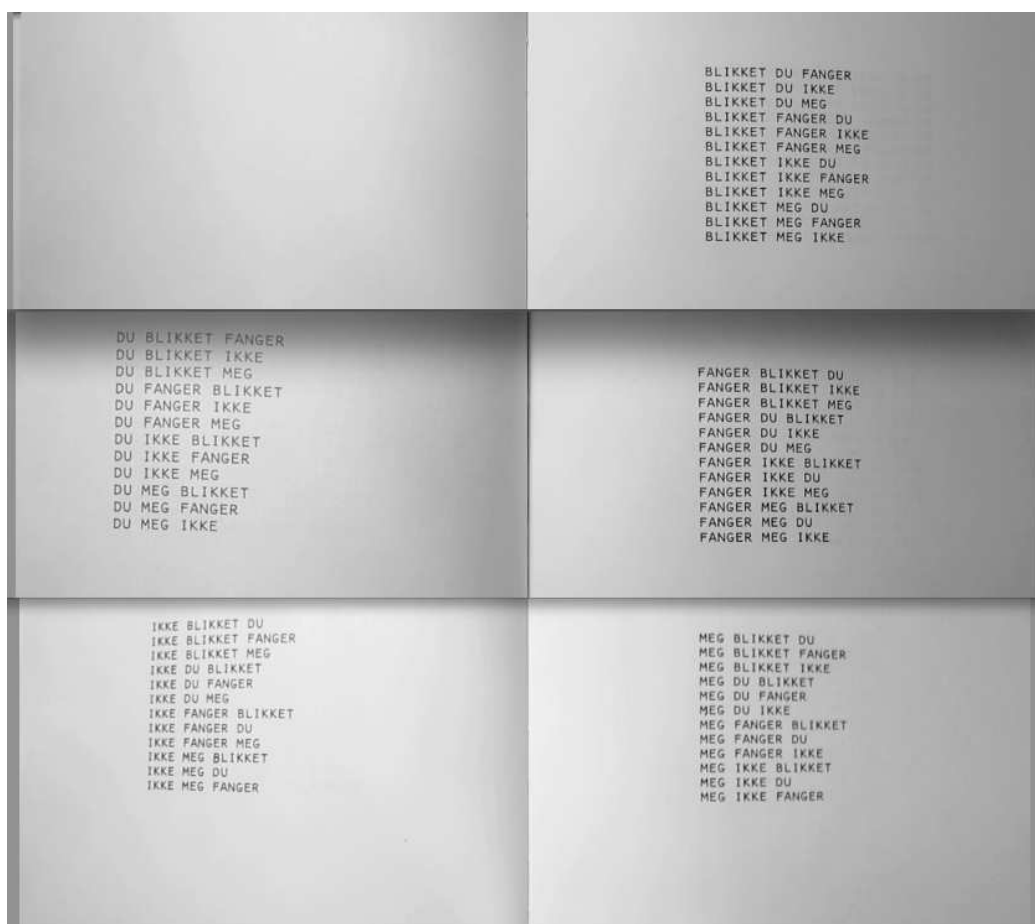 BLIKKET DU FANGER
BLIKKET DU IKKE
BLIKKET DU MEG
BLIKKET FANGER DU
BLIKKET FANGER IKKE
BLIKKET FANGER MEG
BLIKKET IKKE DU
BLIKKET IKKE FANGER
BLIKKET IKKE MEG
BLIKKET MEG DU
BLIKKET MEG FANGER
BLIKKET MEG IKKE
DU BLIKKET FANGER
DU BLIKKET IKKE
DU BLIKKET MEG
DU FANGER BLIKKET
DU FANGER IKKE
DU FANGER MEG
DU IKKE BLIKKET
DU IKKE FANGER
DU IKKE MEG
DU MEG BLIKKET
DU MEG FANGER
DU MEG IKKE
FANGER BLIKKET DU
FANGER BLIKKET IKKE
FANGER BLIKKET MEG
FANGER DU BLIKKET
FANGER DU IKKE
FANGER DU MEG
FANGER IKKE BLIKKET
FANGER IKKE DU
FANGER IKKE MEG
FANGER MEG BLIKKET
FANGER MEG DU
FANGER MEG IKKE
IKKE BLIKKET DU
IKKE BLIKKET FANGER
IKKE BLIKKET MEG
IKKE DU BLIKKET
IKKE DU FANGER
IKKE DU MEG
IKKE FANGER BLIKKET
IKKE FANGER DU
IKKE FANGER MEG
IKKE MEG BLIKKET
IKKE MEG DU
IKKE MEG FANGER
MEG BLIKKET DU
MEG BLIKKET FANGER
MEG BLIKKET IKKE
MEG DU BLIKKET
MEG DU FANGER
MEG DU IKKE
MEG FANGER BLIKKET
MEG FANGER DU
MEG FANGER IKKE
MEG IKKE BLIKKET
MEG IKKE DU
MEG IKKE FANGER